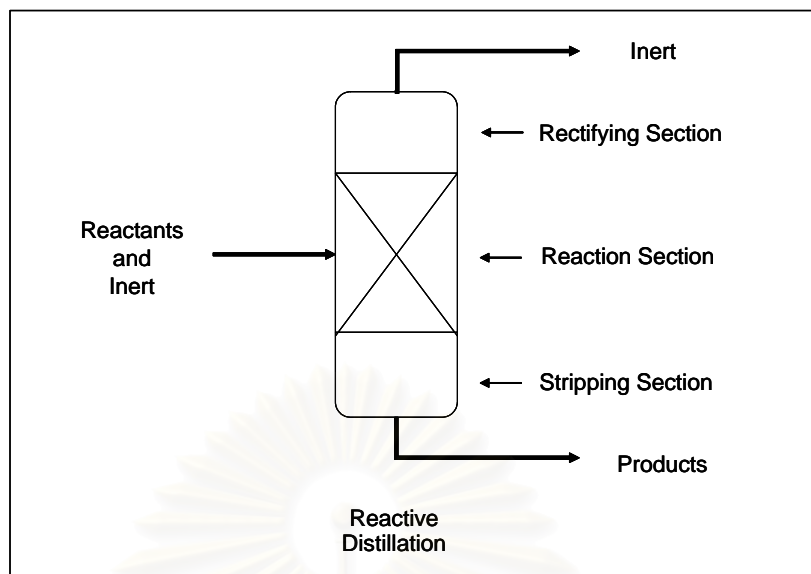 Inert
Rectifying Section
Reactants
and
Inert
Reaction Section
Stripping Section
Products
Reactive
Distillation